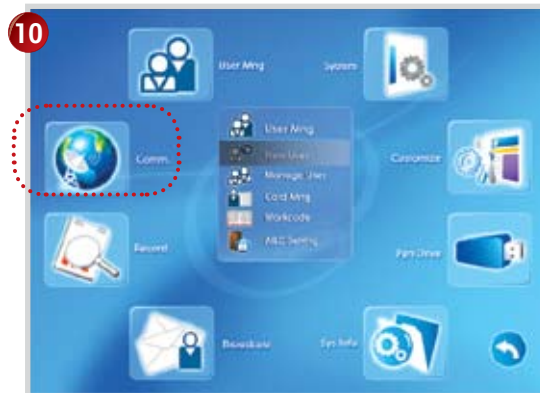 10
User Mng
System
User Mng
New User
Manage User
Card Mng
Workcode
Comm.
Customize
Record
Pen Drive
Broadcast
Sys Info